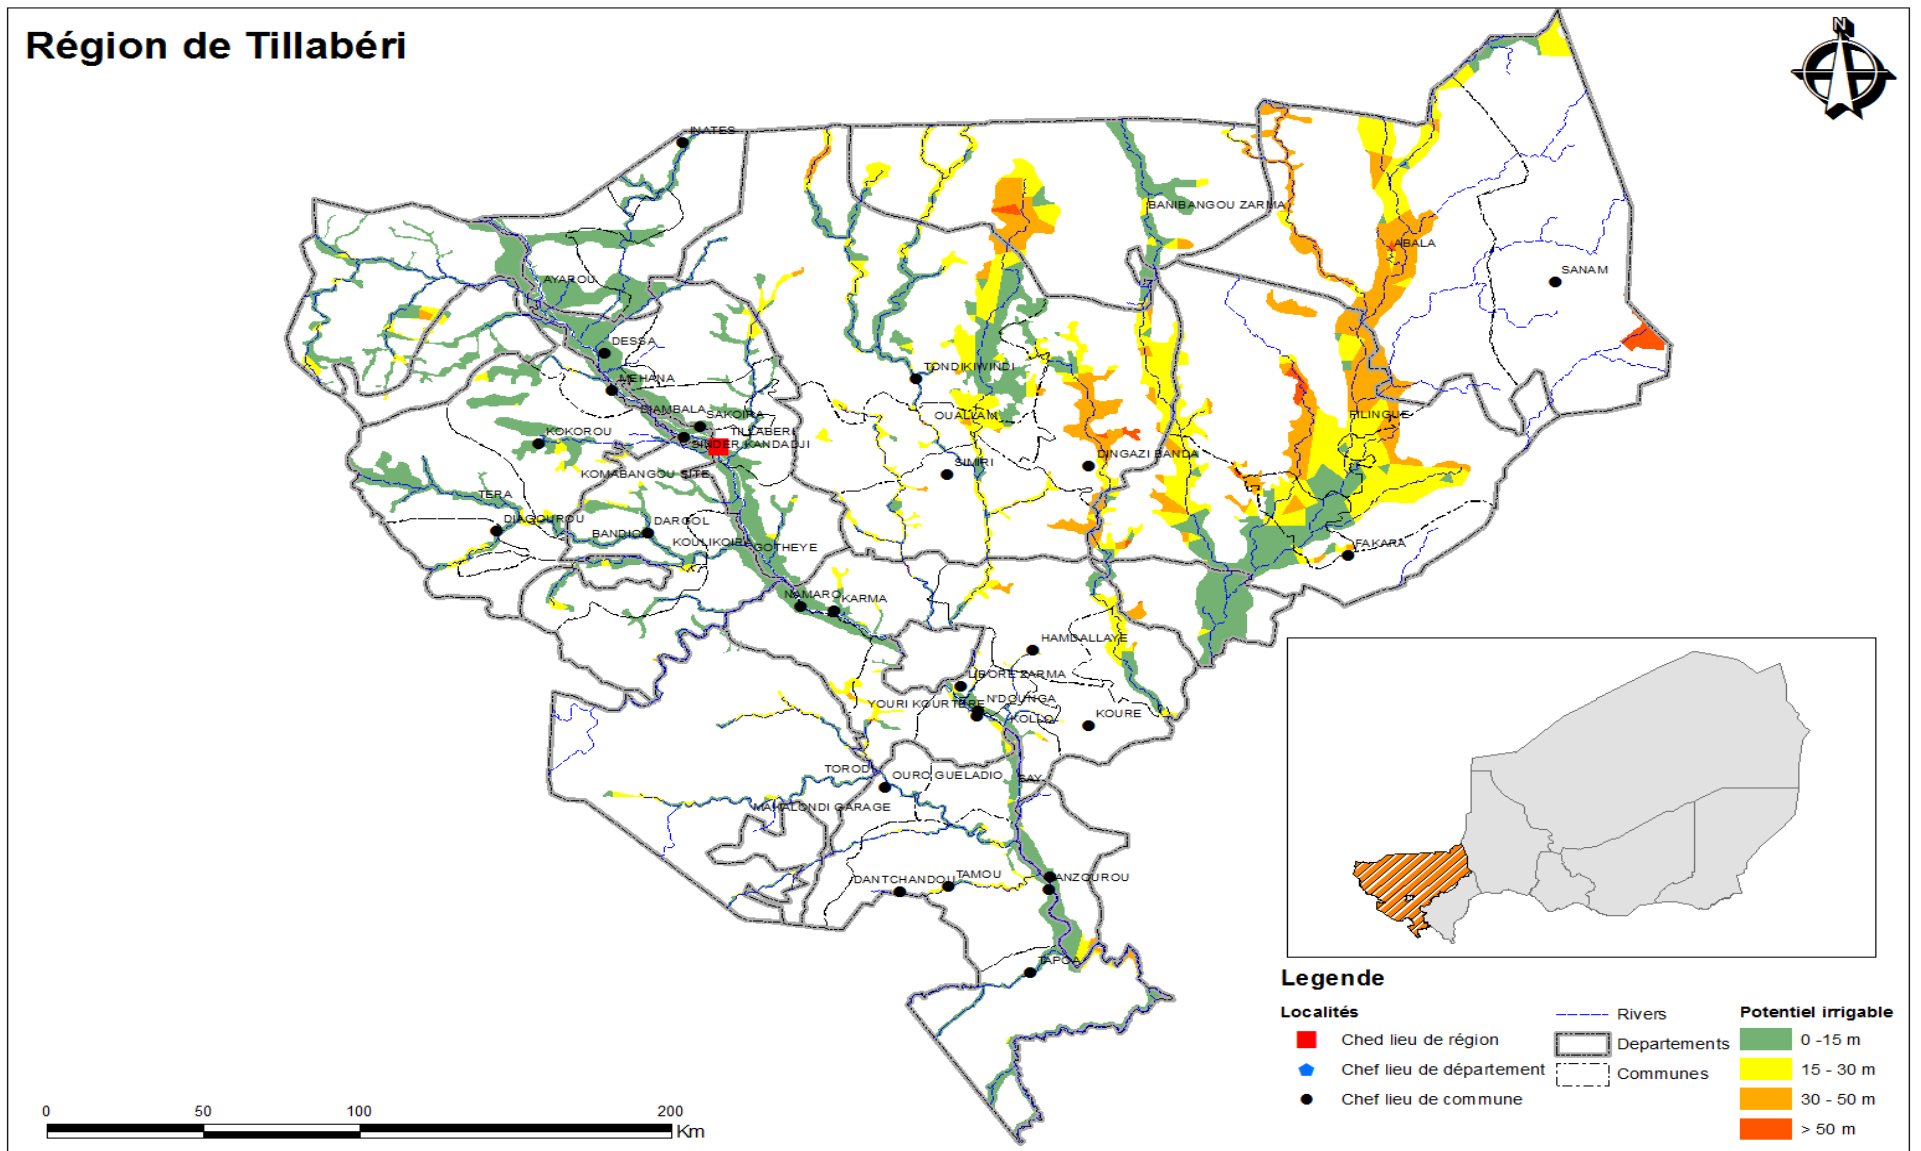 Région de Tillabéri
N
INATES
BANIBANGOU ZARMA
ABALA
SANAM
AYAROU
DESSA
MEHANA
TONDIKIWINDI
DIAMBALA
SAKOIRA
OUALLAM
FILINGUE
KOKOROU
TILLABERI
SINDER KANDADJI
DINGAZI BANDA
SIMIRI
KOMABANGOU SITE
TERA
DIAGOUROU
DARGOL
BANDIO
KOULIKOIRA
GOTHEYE
FAKARA
NAMARO
KARMA
HAMDALLAYE
LIBORE ZARMA
YOURI KOURTERE
N'DOUNGA
KOLLO
KOURE
TORODI
OURO GUELADIO
SAY
MAKALONDI GARAGE
DANTCHANDOU
TAMOU
ANZOUROU
TAPOA
Legende
Localités
Ched lieu de région
Chef lieu de département
Chef lieu de commune
Rivers
Departements
Communes
Potentiel irrigable
0 -15 m
15 - 30 m
30 - 50 m
> 50 m
0 50 100 200
Km